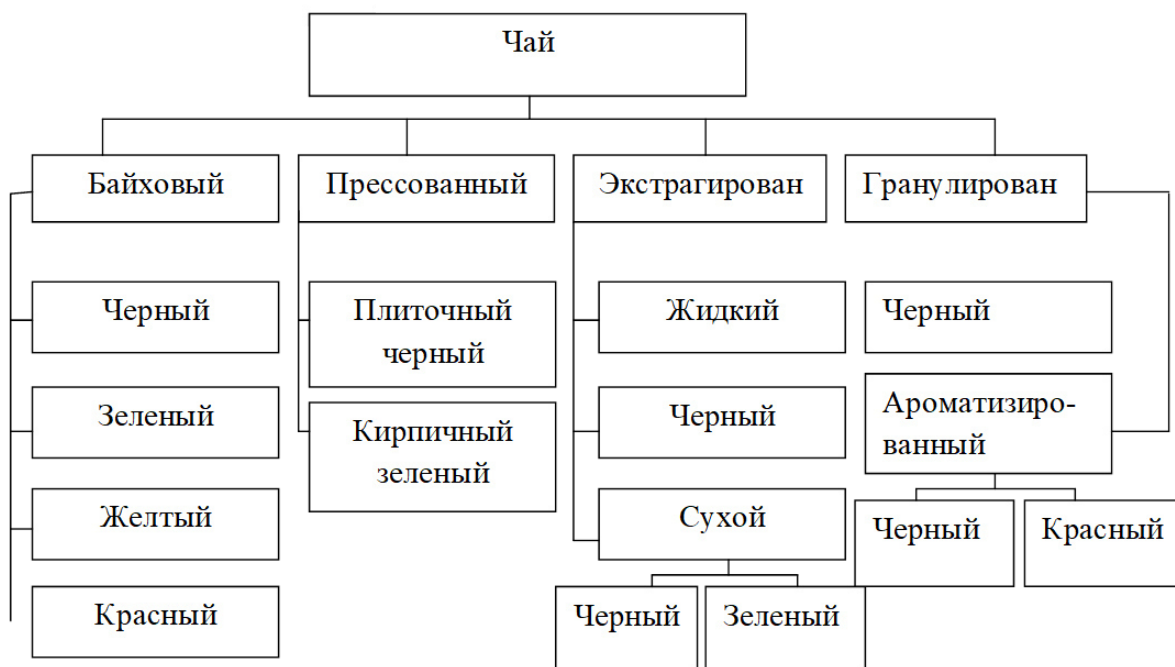 Чай
Байховый
Прессованный
Экстрагирован
Гранулирован
Черный
Плиточный
черный
Жидкий
Черный
Зеленый
Кирпичный
зеленый
Черный
Ароматизиро-
ванный
Желтый
Сухой
Черный
Красный
Красный
Черный
Зеленый